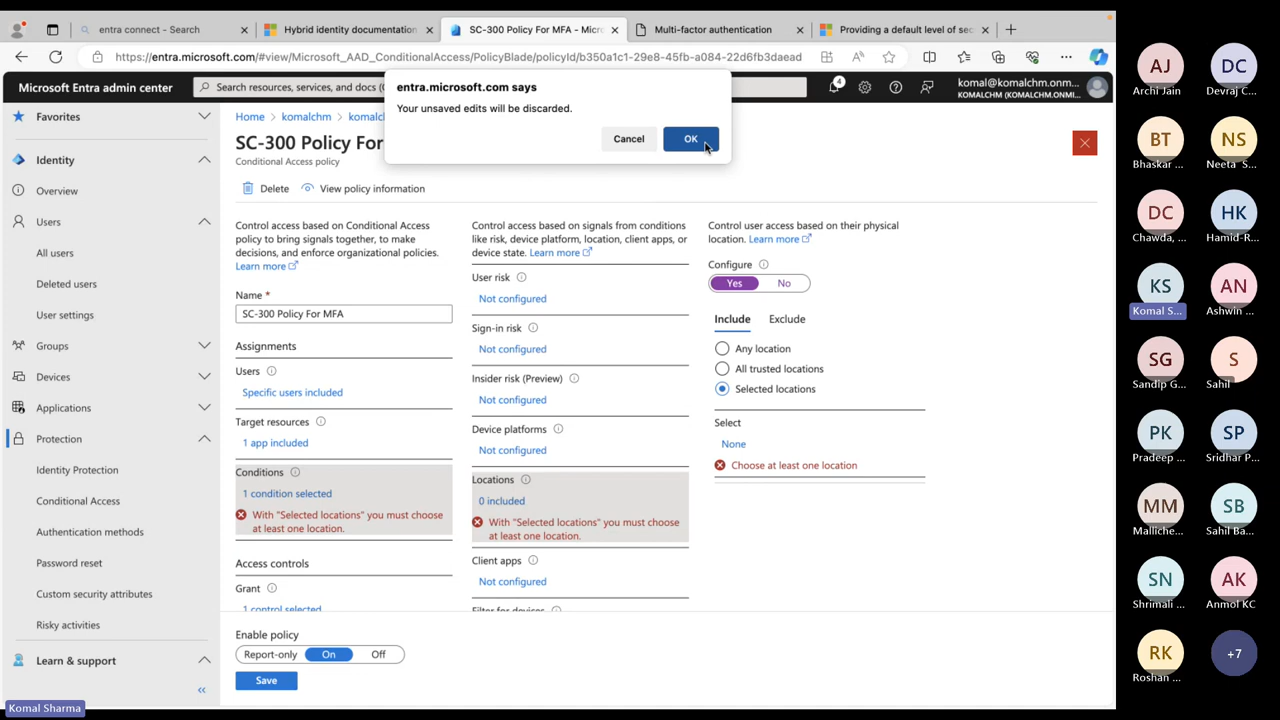 entra connect - Search
Hybrid identity documentation
SC-300 Policy For MFA - Micro
Multi-factor authentication
Providing a default level of sec
https://entra.microsoft.com/#view/Microsoft_AAD_ConditionalAccess/PolicyBlade/policyId/b350a1c1-29e8-45fb-a084-22d6fb3daead
Microsoft Entra admin center
Search resources, services, and docs (
4
komal@komalchm.onm...
KOMALCHM (KOMALCHM.ONMI...
entra.microsoft.com says
Your unsaved edits will be discarded.
Cancel
OK
Favorites
Identity
Overview
Users
All users
Deleted users
User settings
Groups
Devices
Applications
Protection
Identity Protection
Conditional Access
Authentication methods
Password reset
Custom security attributes
Risky activities
Learn & support
Home
komalchm
komalcl
SC-300 Policy For
Conditional Access policy
Delete
View policy information
Control access based on Conditional Access
policy to bring signals together, to make
decisions, and enforce organizational policies.
Learn more
Name *
SC-300 Policy For MFA
Assignments
Users
Specific users included
Target resources
1 app included
Conditions
1 condition selected
With "Selected locations" you must choose
at least one location.
Access controls
Grant
1 control selected
Control access based on signals from conditions
like risk, device platform, location, client apps, or
device state. Learn more
User risk
Not configured
Sign-in risk
Not configured
Insider risk (Preview)
Not configured
Device platforms
Not configured
Locations
0 included
With "Selected locations" you must choose
at least one location.
Client apps
Not configured
Filter for devices
Control user access based on their physical
location. Learn more
Configure
Yes
No
Include
Exclude
Any location
All trusted locations
Selected locations
Select
None
Choose at least one location
Enable policy
Report-only
On
Off
Save
Komal Sharma
AJ
Archi Jain
DC
Devraj C...
BT
Bhaskar ...
NS
Neeta S...
DC
Chawda, ...
HK
Hamid-R...
KS
Komal S...
AN
Ashwin ...
SG
Sandip G...
S
Sahil
PK
Pradeep ...
SP
Sridhar P...
MM
Malliche...
SB
Sahil Ba...
SN
Shrimali ...
AK
Anmol KC
RK
Roshan ...
+7